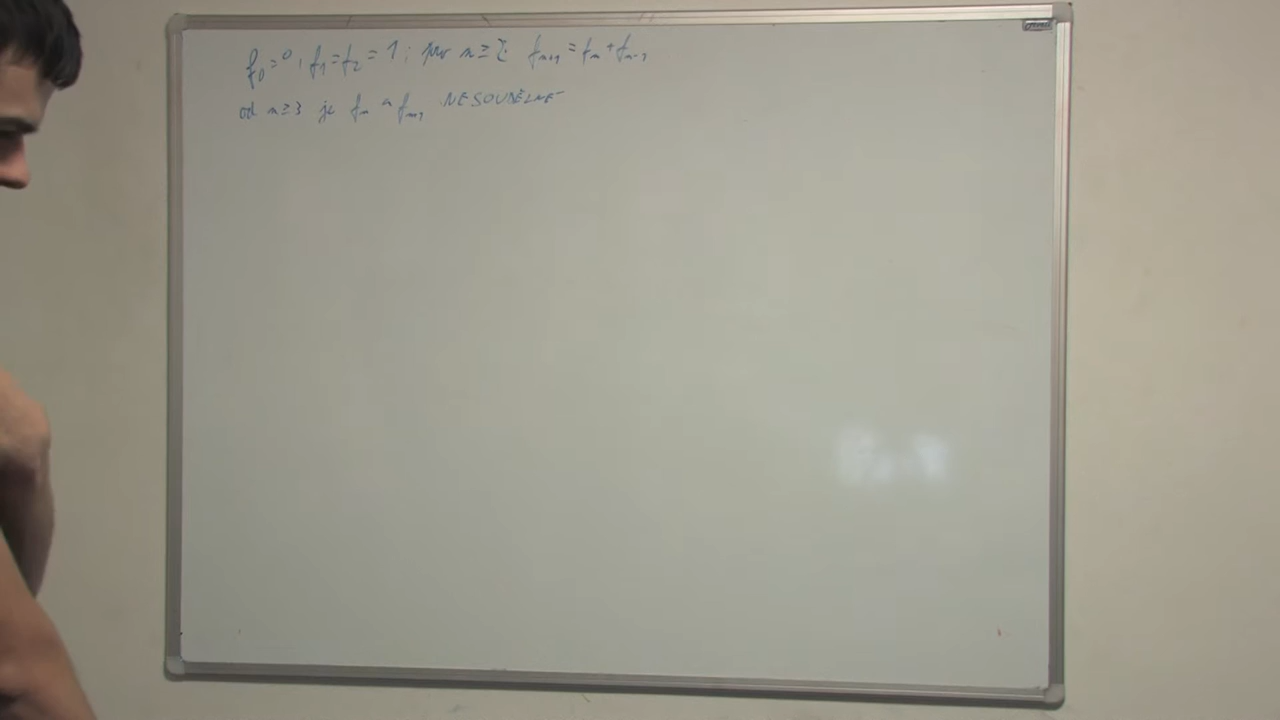 f₀ = 0, f₁ = f₂ = 1; pro n ≥ 2: fₙ₊₁ = fₙ + fₙ₋₁
od n ≥ 3 je fₙ a fₙ₊₁ NESOUDĚLNÉ